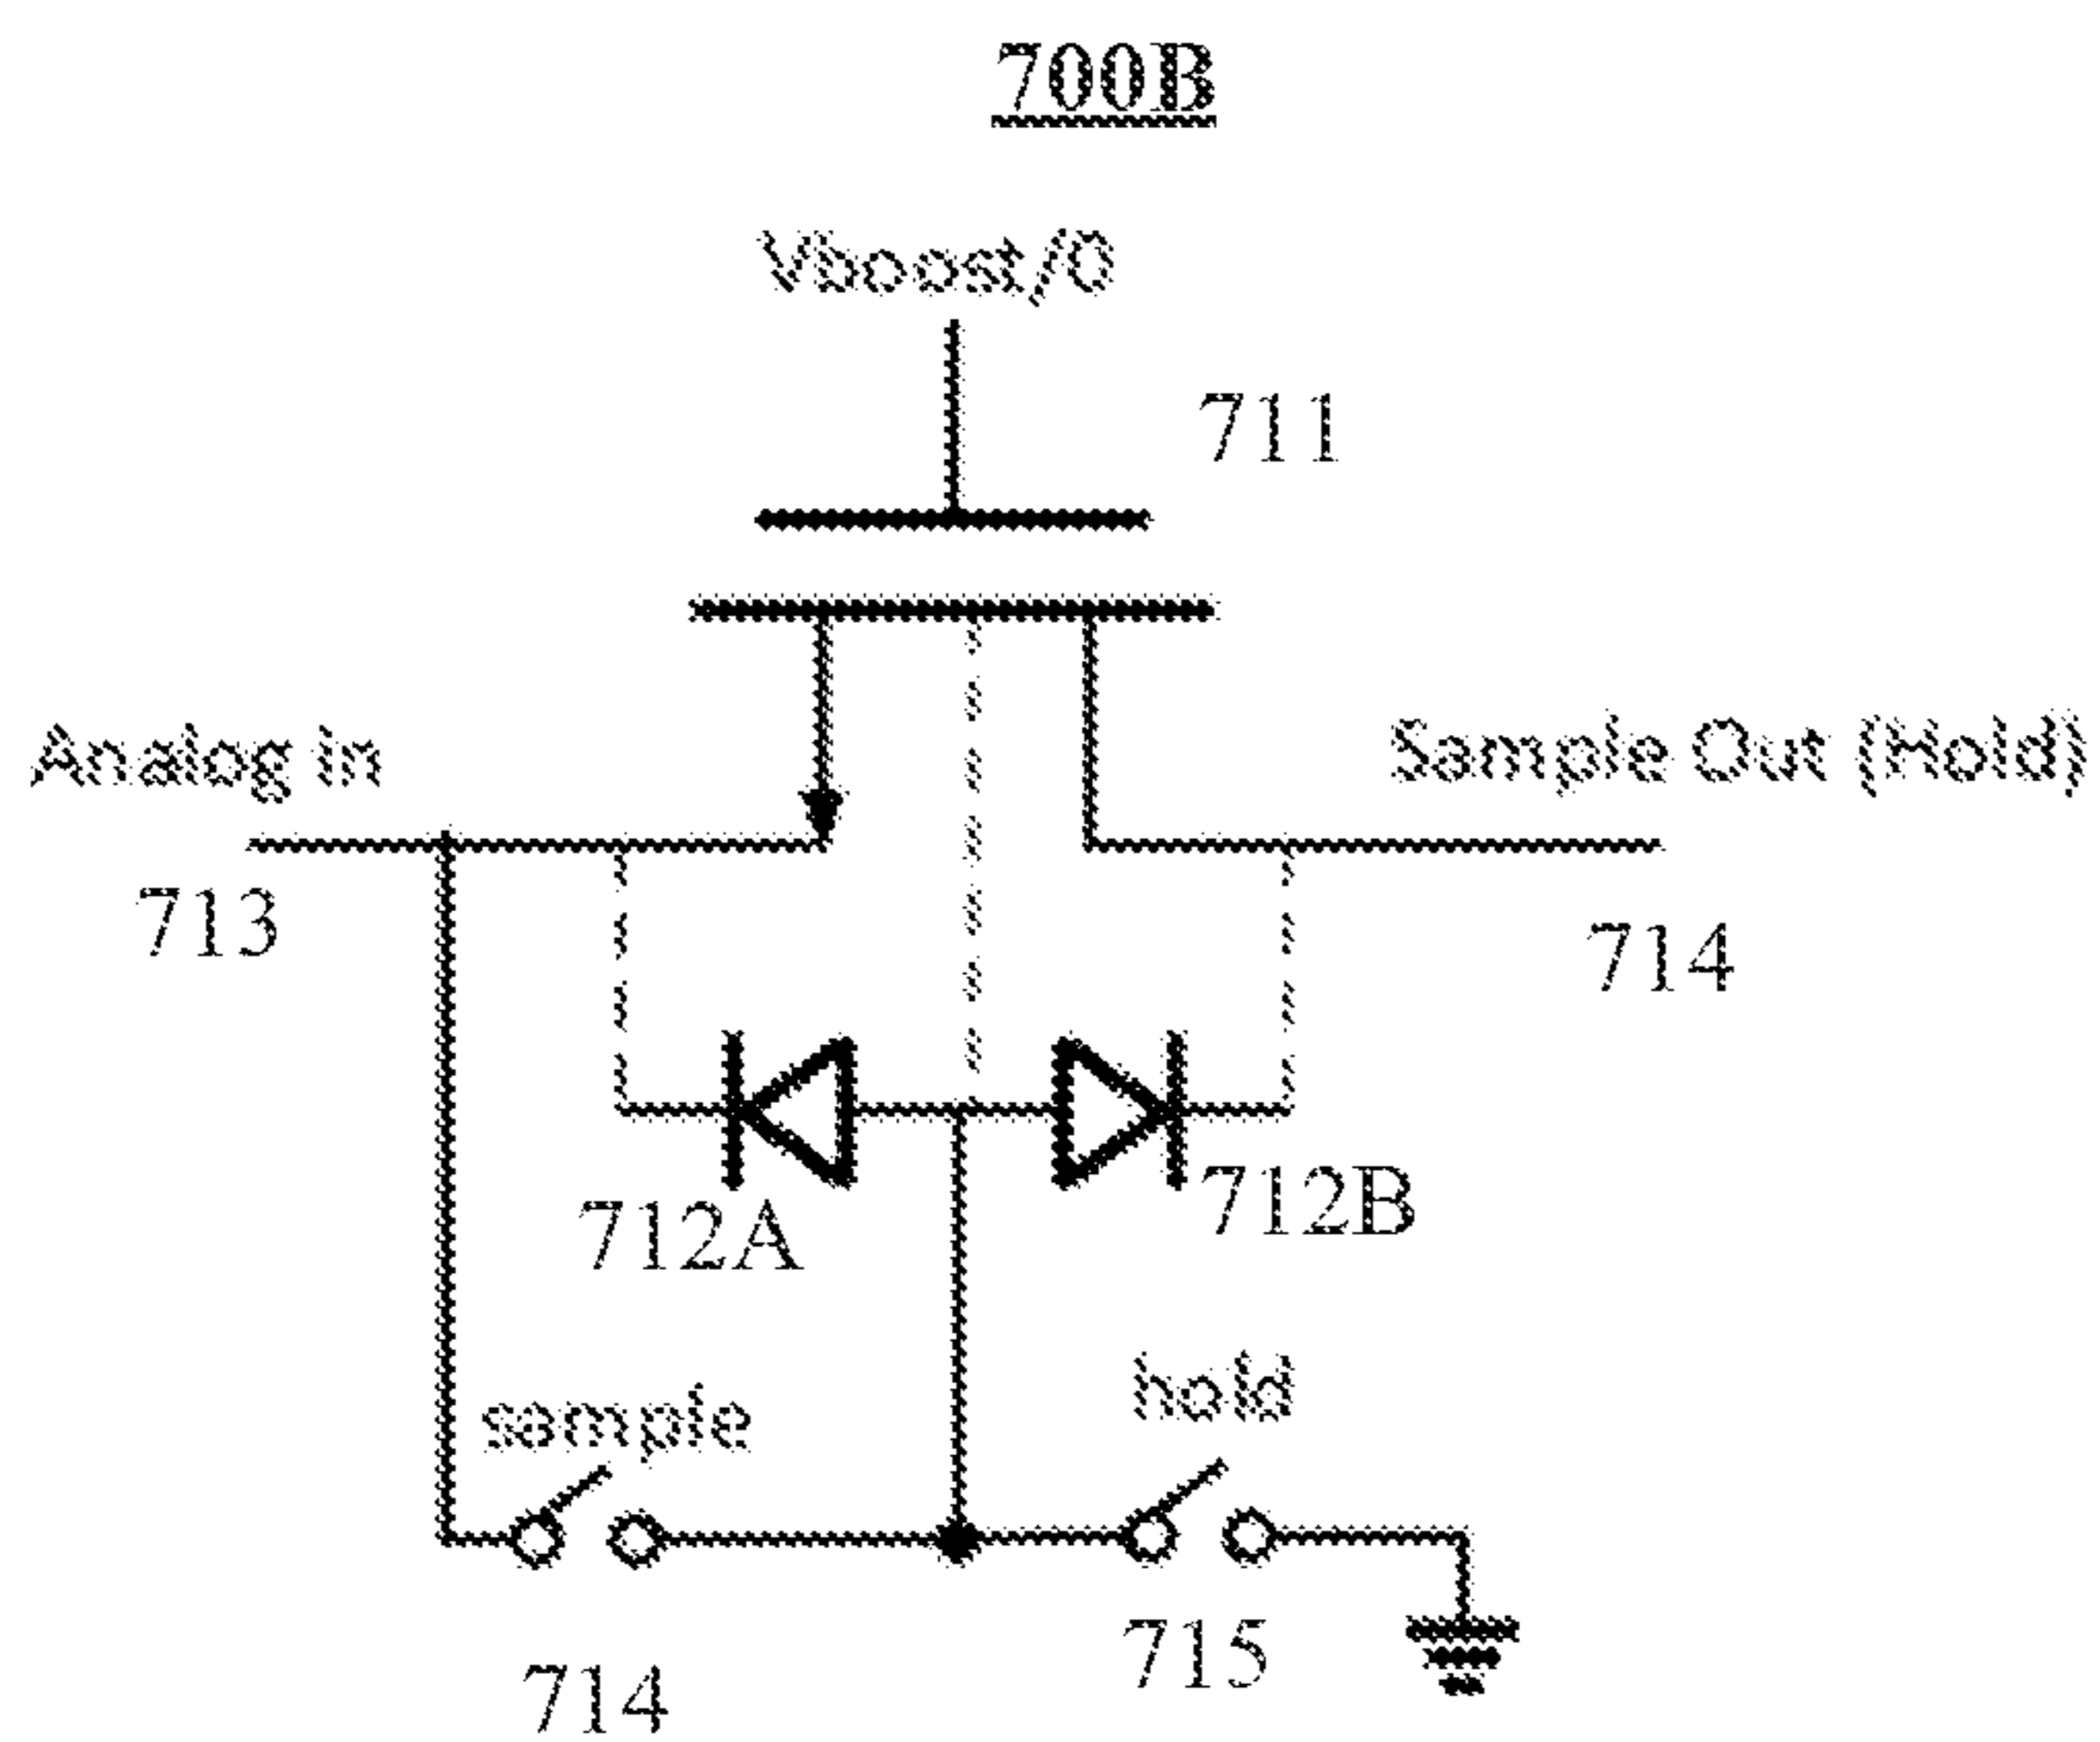 700B
Vboost/0
711
Analog in
Sample Out (Hold)
713
714
712A
712B
sample
hold
714
715